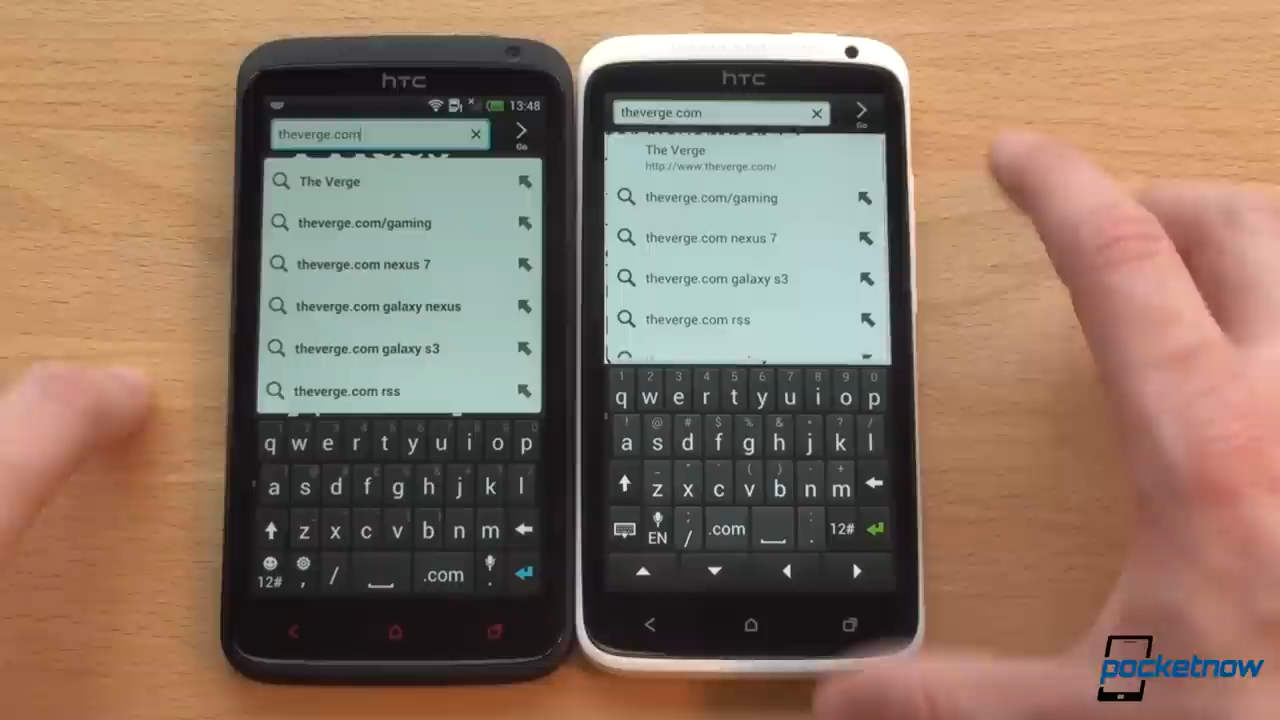 hTC
13:48
theverge.com
Go
The Verge
theverge.com/gaming
theverge.com nexus 7
theverge.com galaxy nexus
theverge.com galaxy s3
theverge.com rss
q w e r t y u i o p
a s d f g h j k l
z x c v b n m
12# , / .com .
hTC
theverge.com
Go
The Verge
http://www.theverge.com/
theverge.com/gaming
theverge.com nexus 7
theverge.com galaxy s3
theverge.com rss
1 2 3 4 5 6 7 8 9 0
q w e r t y u i o p
! @ # $ % & * ? /
a s d f g h j k l
_ " ' ( ) - +
z x c v b n m
EN / .com . 12#
pocketnow